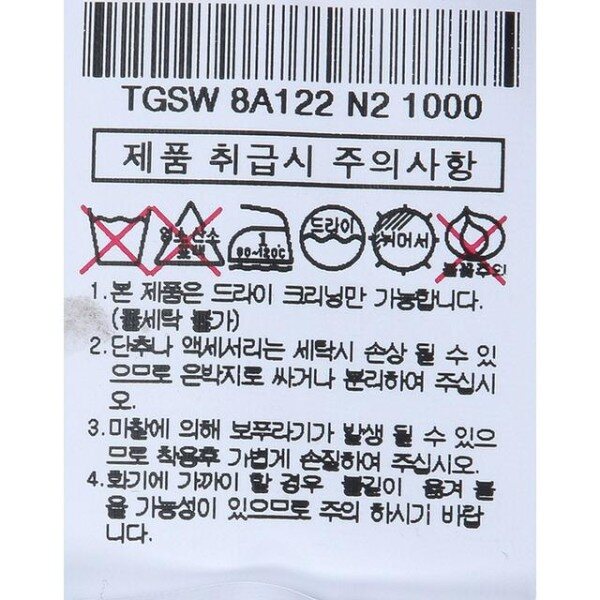 TGSW 8A122 N2 1000
제품 취급시 주의사항
염소 산소 표백 1 80~120℃ 드라이 불꽃주의
1.본 제품은 드라이 크리닝만 가능합니다.
(물세탁 불가)
2.단추나 액세서리는 세탁시 손상 될 수 있
으므로 은박지로 싸거나 분리하여 주십시
오.
3.마찰에 의해 보푸라기가 발생 될 수 있으
므로 착용후 가볍게 손질하여 주십시오.
4.화기에 가까이 할 경우 불길이 옮겨 붙
을 가능성이 있으므로 주의 하시기 바랍
니다.